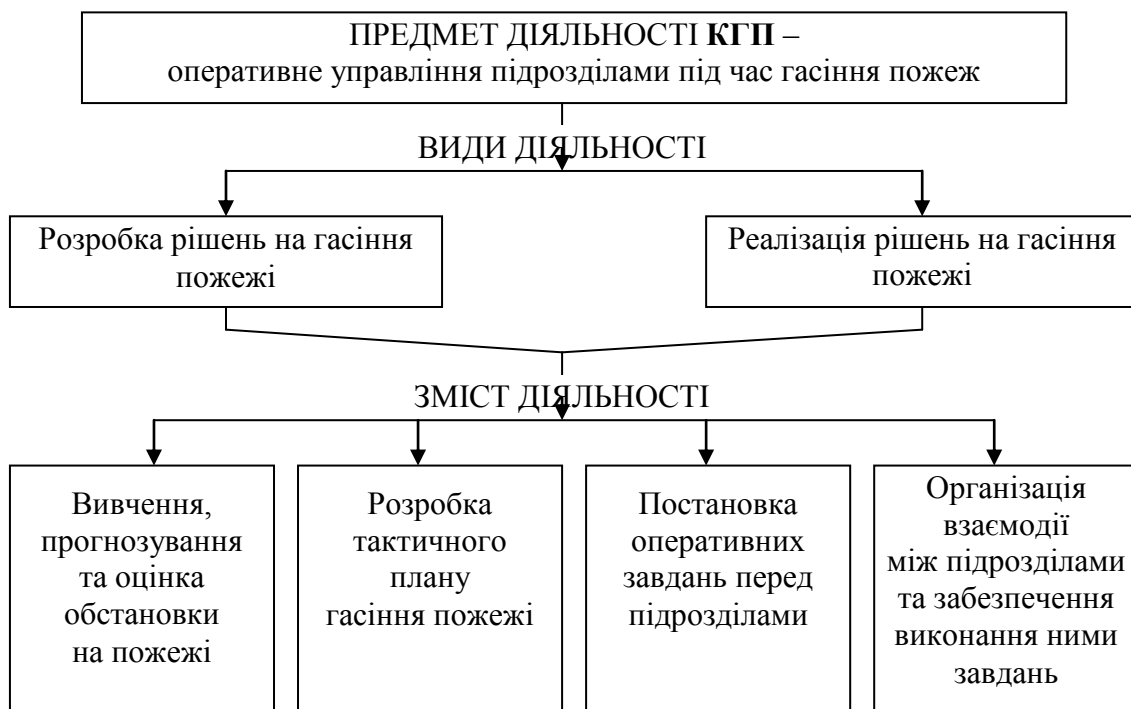 ПРЕДМЕТ ДІЯЛЬНОСТІ КГП –
оперативне управління підрозділами під час гасіння пожеж
ВИДИ ДІЯЛЬНОСТІ
Розробка рішень на гасіння
пожежі
Реалізація рішень на гасіння
пожежі
ЗМІСТ ДІЯЛЬНОСТІ
Вивчення,
прогнозування
та оцінка
обстановки
на пожежі
Розробка
тактичного
плану
гасіння пожежі
Постановка
оперативних
завдань перед
підрозділами
Організація
взаємодії
між підрозділами
та забезпечення
виконання ними
завдань